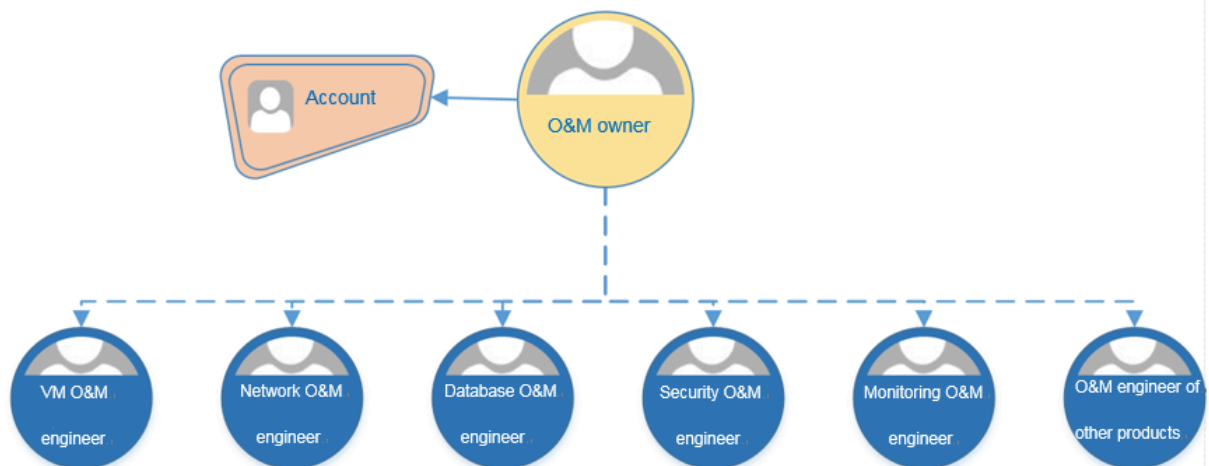 Account
O&M owner
VM O&M
engineer
Network O&M
engineer
Database O&M
engineer
Security O&M
engineer
Monitoring O&M
engineer
O&M engineer of
other products